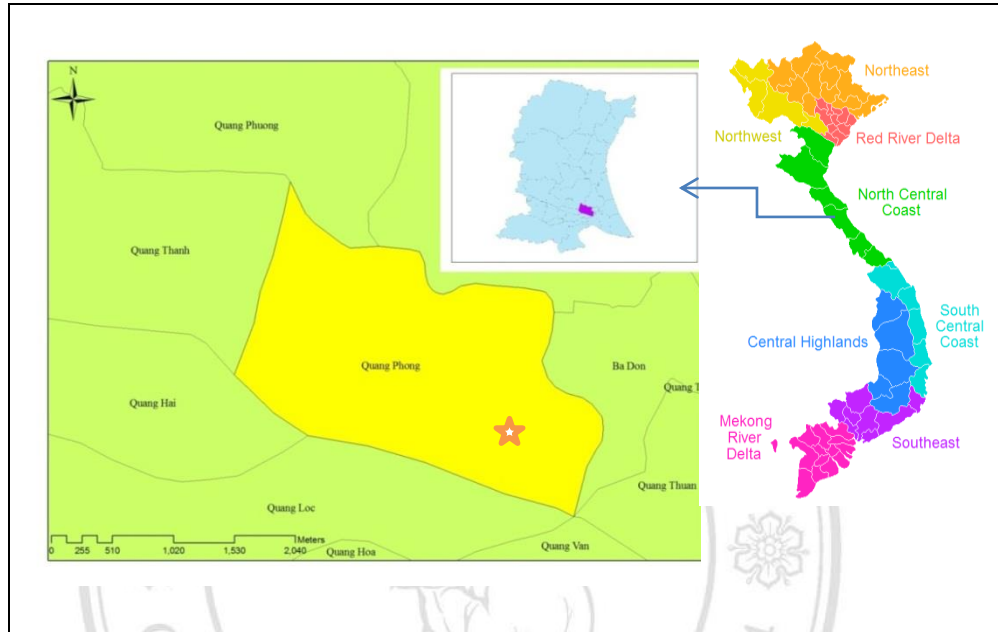 N
Quang Phuong
Quang Thanh
Quang Phong
Ba Don
Quang T
Quang Hai
Quang Thuan
Quang Loc
Quang Hoa
Quang Van
Meters
0 255 510 1,020 1,530 2,040
Northeast
Northwest
Red River Delta
North Central
Coast
South
Central
Coast
Central Highlands
Mekong
River
Delta
Southeast